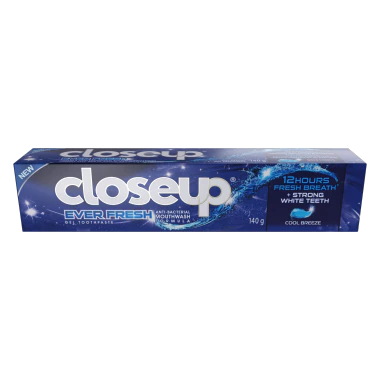 NEW
closeup®
EVER FRESH
GEL TOOTHPASTE
ANTI-BACTERIAL
MOUTHWASH
FORMULA
140 g
12HOURS
FRESH BREATH
+ STRONG
WHITE TEETH
COOL BREEZE